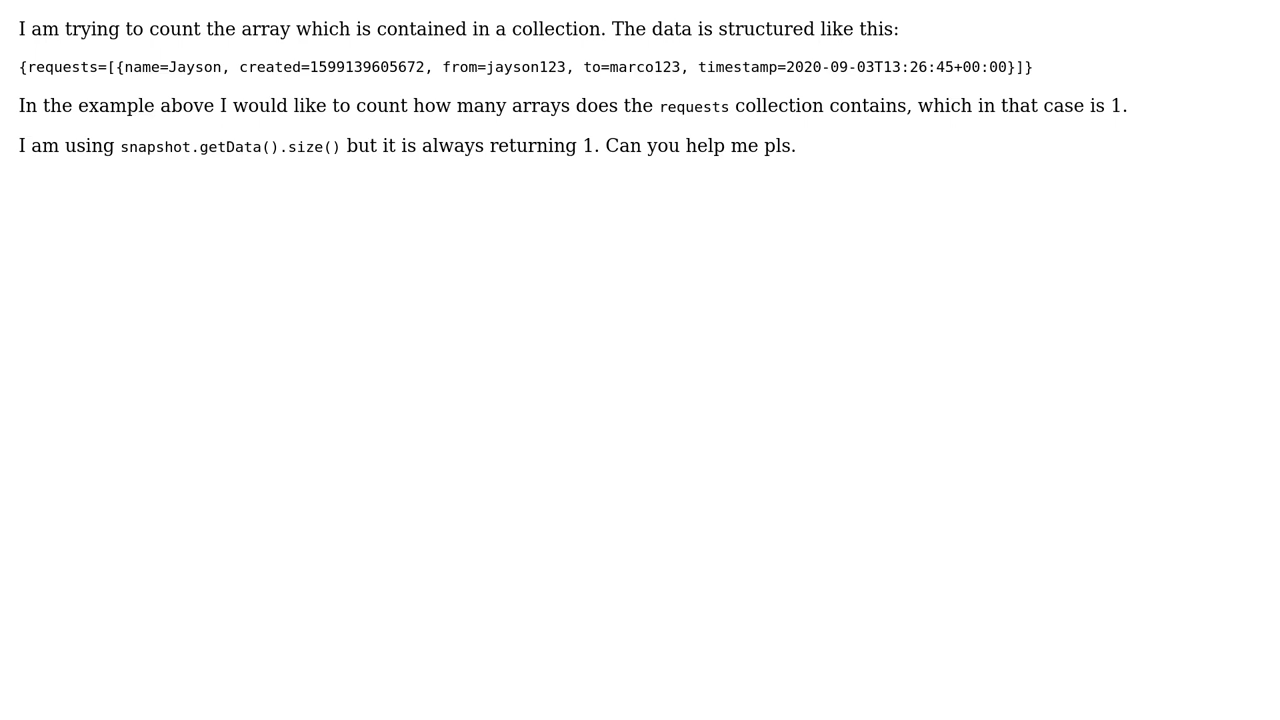 I am trying to count the array which is contained in a collection. The data is structured like this:
{requests=[{name=Jayson, created=1599139605672, from=jayson123, to=marco123, timestamp=2020-09-03T13:26:45+00:00}]}
In the example above I would like to count how many arrays does the requests collection contains, which in that case is 1.
I am using snapshot.getData().size() but it is always returning 1. Can you help me pls.